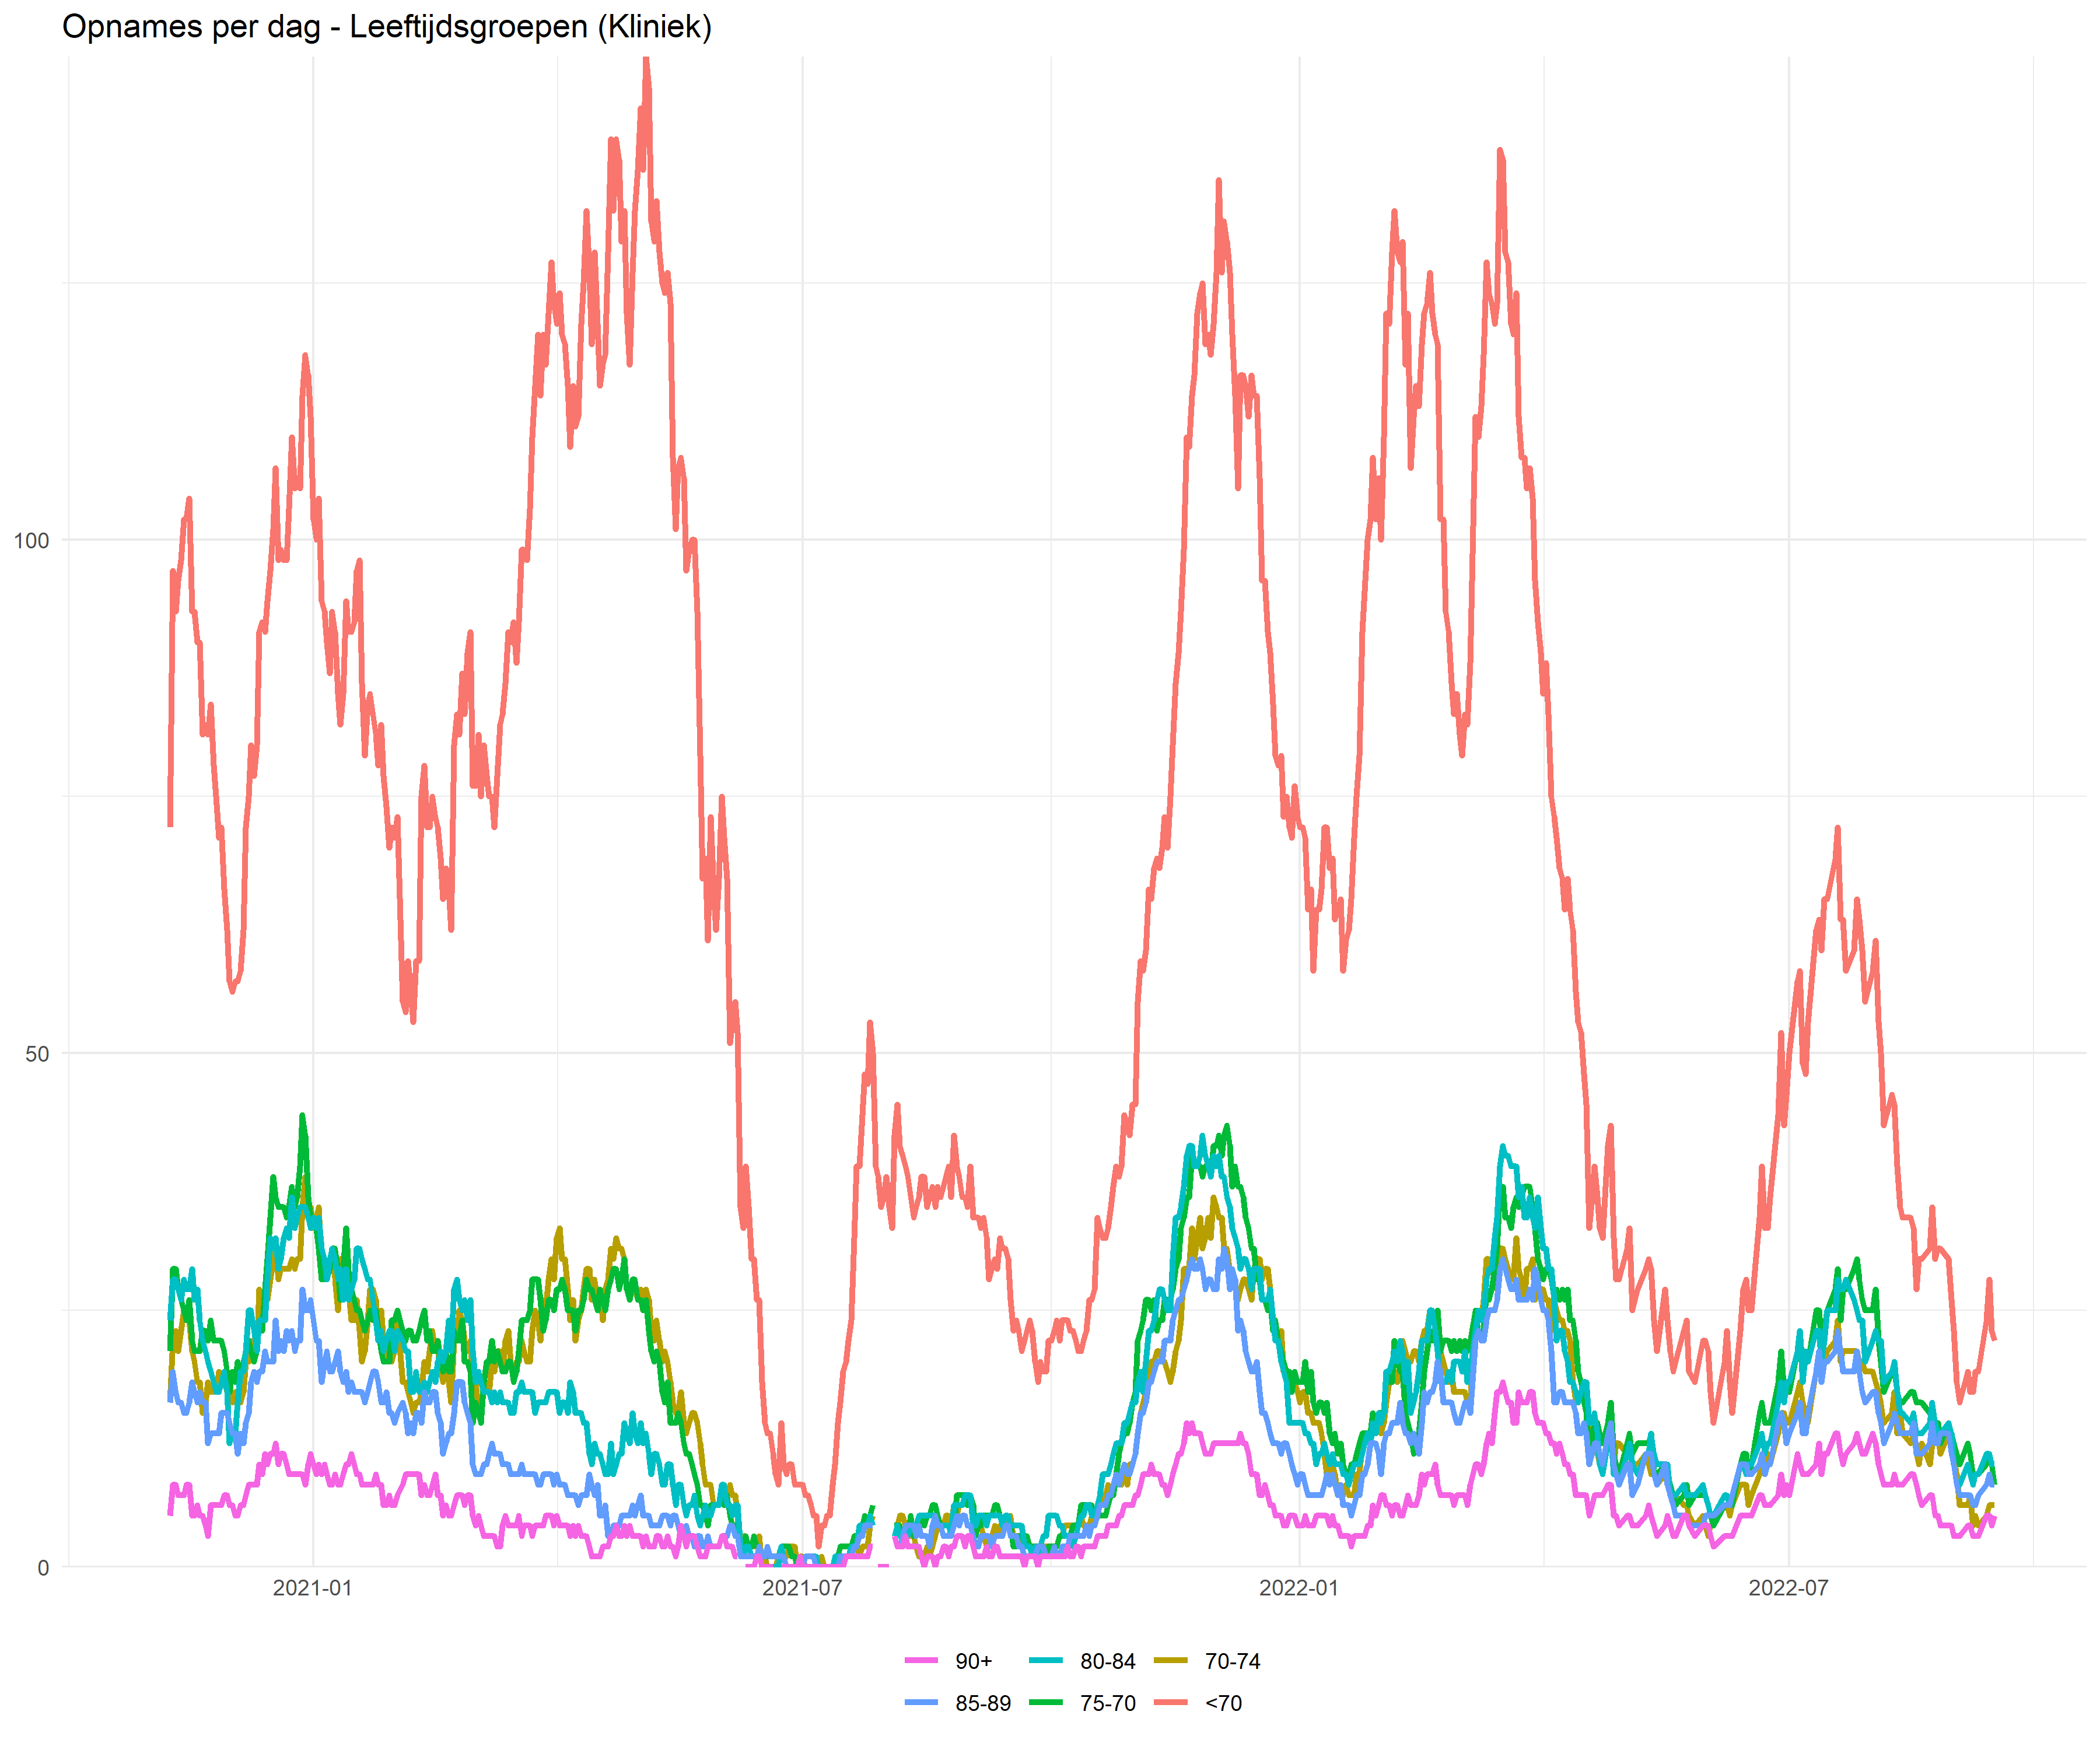 Opnames per dag - Leeftijdsgroepen (Kliniek)
100
50
0
2021-01 2021-07 2022-01 2022-07
90+ 80-84 70-74
85-89 75-70 <70